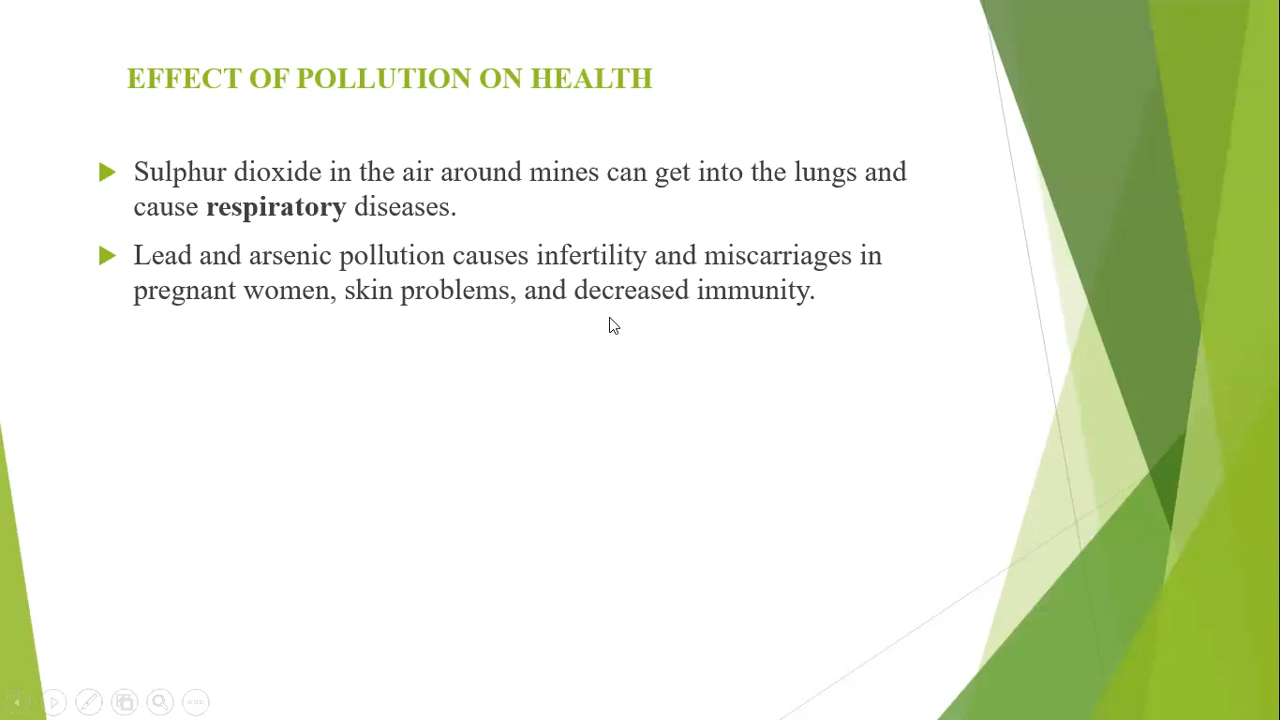 EFFECT OF POLLUTION ON HEALTH
Sulphur dioxide in the air around mines can get into the lungs and
cause respiratory diseases.
Lead and arsenic pollution causes infertility and miscarriages in
pregnant women, skin problems, and decreased immunity.